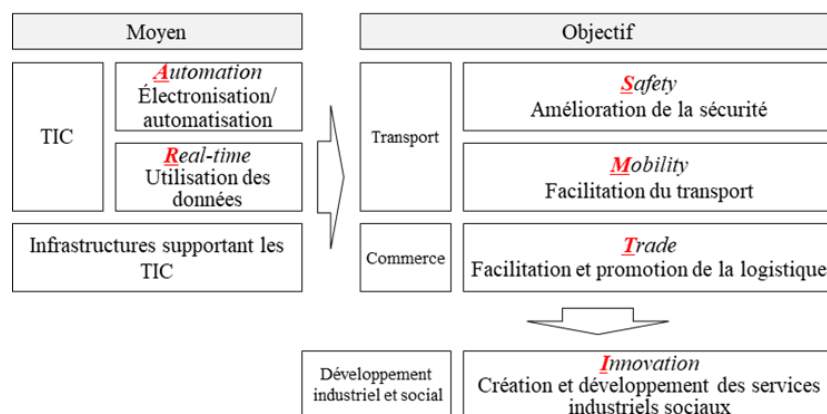 Moyen
Objectif
TIC
Automation
Électronisation/
automatisation
Real-time
Utilisation des
données
Infrastructures supportant les
TIC
Transport
Safety
Amélioration de la sécurité
Mobility
Facilitation du transport
Commerce
Trade
Facilitation et promotion de la logistique
Développement
industriel et social
Innovation
Création et développement des services
industriels sociaux